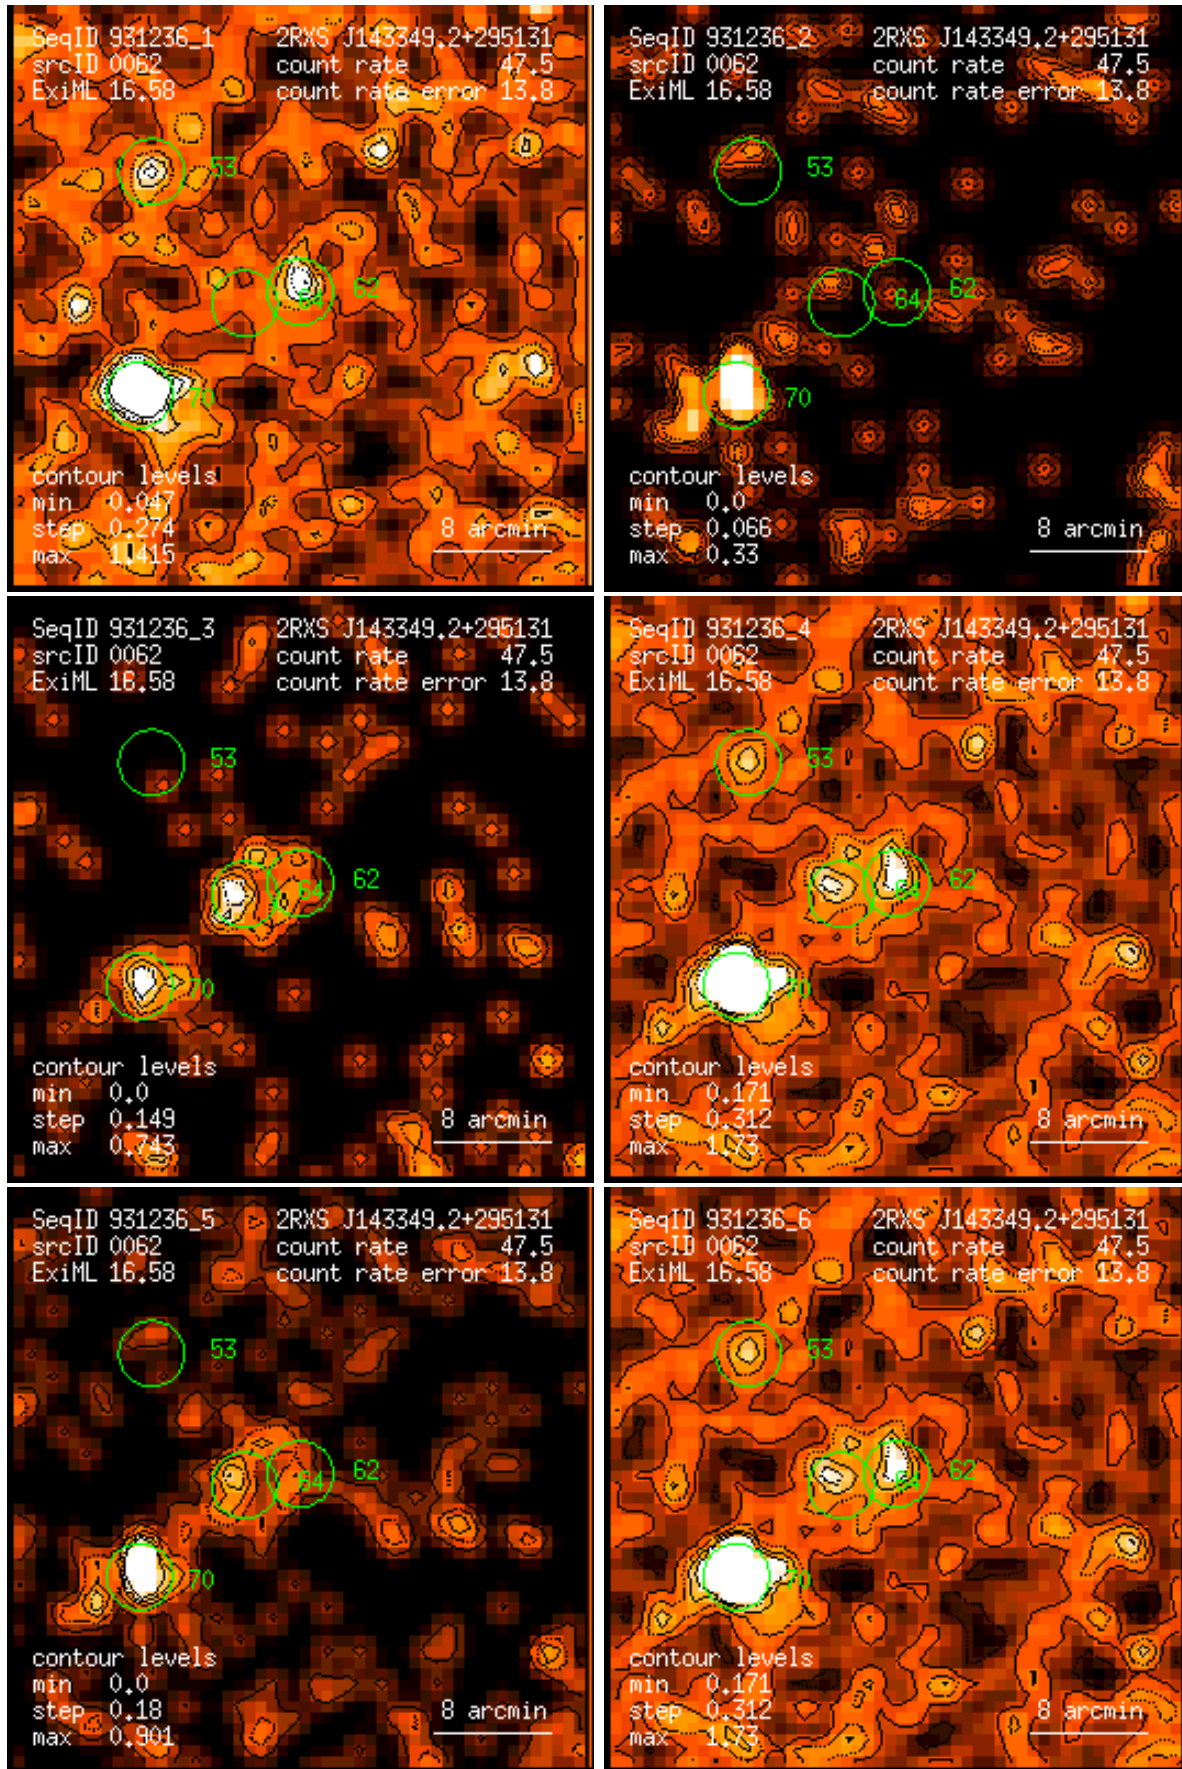 SeqID 931236_1 2RXS J143349.2+295131
srcID 0062 count rate 47.5
ExiML 16.58 count rate error 13.8
53
64 62
70
contour levels
min 0.047
step 0.274 8 arcmin
max 1.415
SeqID 931236_2 2RXS J143349.2+295131
srcID 0062 count rate 47.5
ExiML 16.58 count rate error 13.8
53
64 62
70
contour levels
min 0.0
step 0.066 8 arcmin
max 0.33
SeqID 931236_3 2RXS J143349.2+295131
srcID 0062 count rate 47.5
ExiML 16.58 count rate error 13.8
53
64 62
70
contour levels
min 0.0
step 0.149 8 arcmin
max 0.743
SeqID 931236_4 2RXS J143349.2+295131
srcID 0062 count rate 47.5
ExiML 16.58 count rate error 13.8
53
64 62
70
contour levels
min 0.171
step 0.312 8 arcmin
max 1.73
SeqID 931236_5 2RXS J143349.2+295131
srcID 0062 count rate 47.5
ExiML 16.58 count rate error 13.8
53
64 62
70
contour levels
min 0.0
step 0.18 8 arcmin
max 0.901
SeqID 931236_6 2RXS J143349.2+295131
srcID 0062 count rate 47.5
ExiML 16.58 count rate error 13.8
53
64 62
70
contour levels
min 0.171
step 0.312 8 arcmin
max 1.73